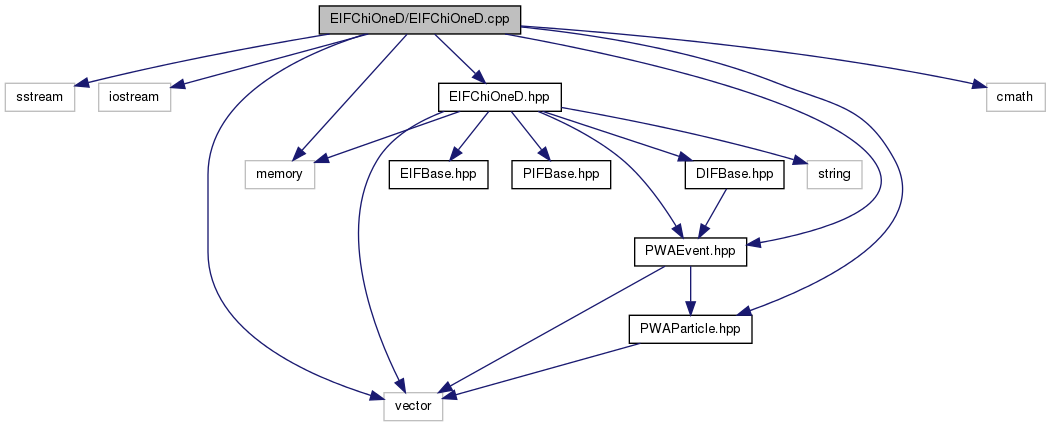 EIFChiOneD/EIFChiOneD.cpp
sstream
iostream
EIFChiOneD.hpp
cmath
memory
EIFBase.hpp
PIFBase.hpp
DIFBase.hpp
string
PWAEvent.hpp
PWAParticle.hpp
vector